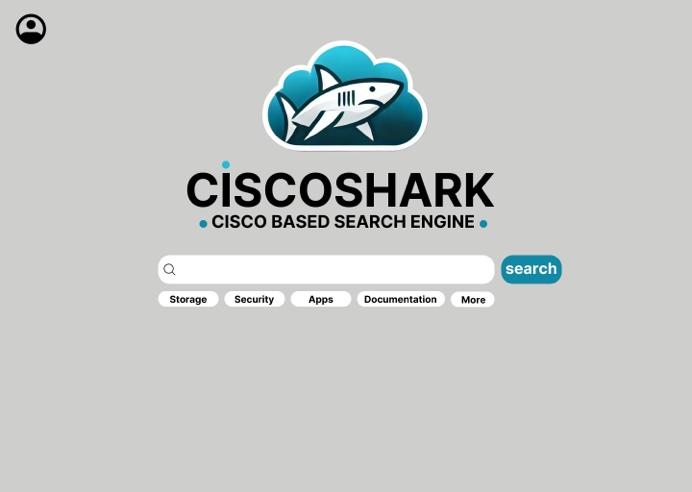 CISCOSHARK
CISCO BASED SEARCH ENGINE
search
Storage
Security
Apps
Documentation
More